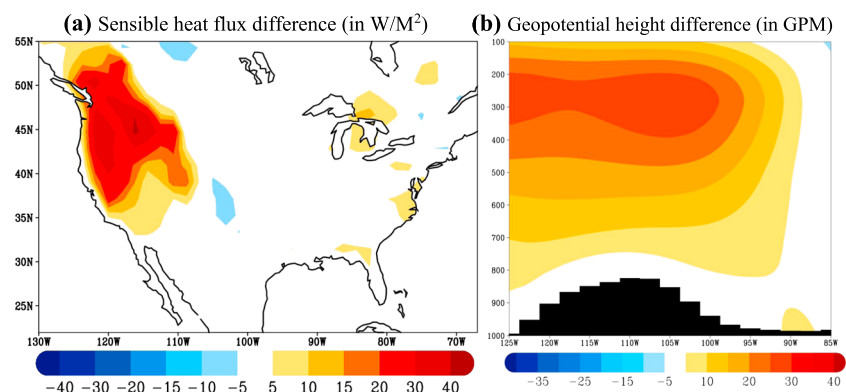 (a) Sensible heat flux difference (in W/M²)
55N
50N
45N
40N
35N
30N
25N
130W 120W 110W 100W 90W 80W 70W
-40 -30 -20 -15 -10 -5 5 10 15 20 30 40
(b) Geopotential height difference (in GPM)
100
200
300
400
500
600
700
800
900
1000
125W 120W 115W 110W 105W 100W 95W 90W 85W
-35 -25 -15 -5 10 20 30 40